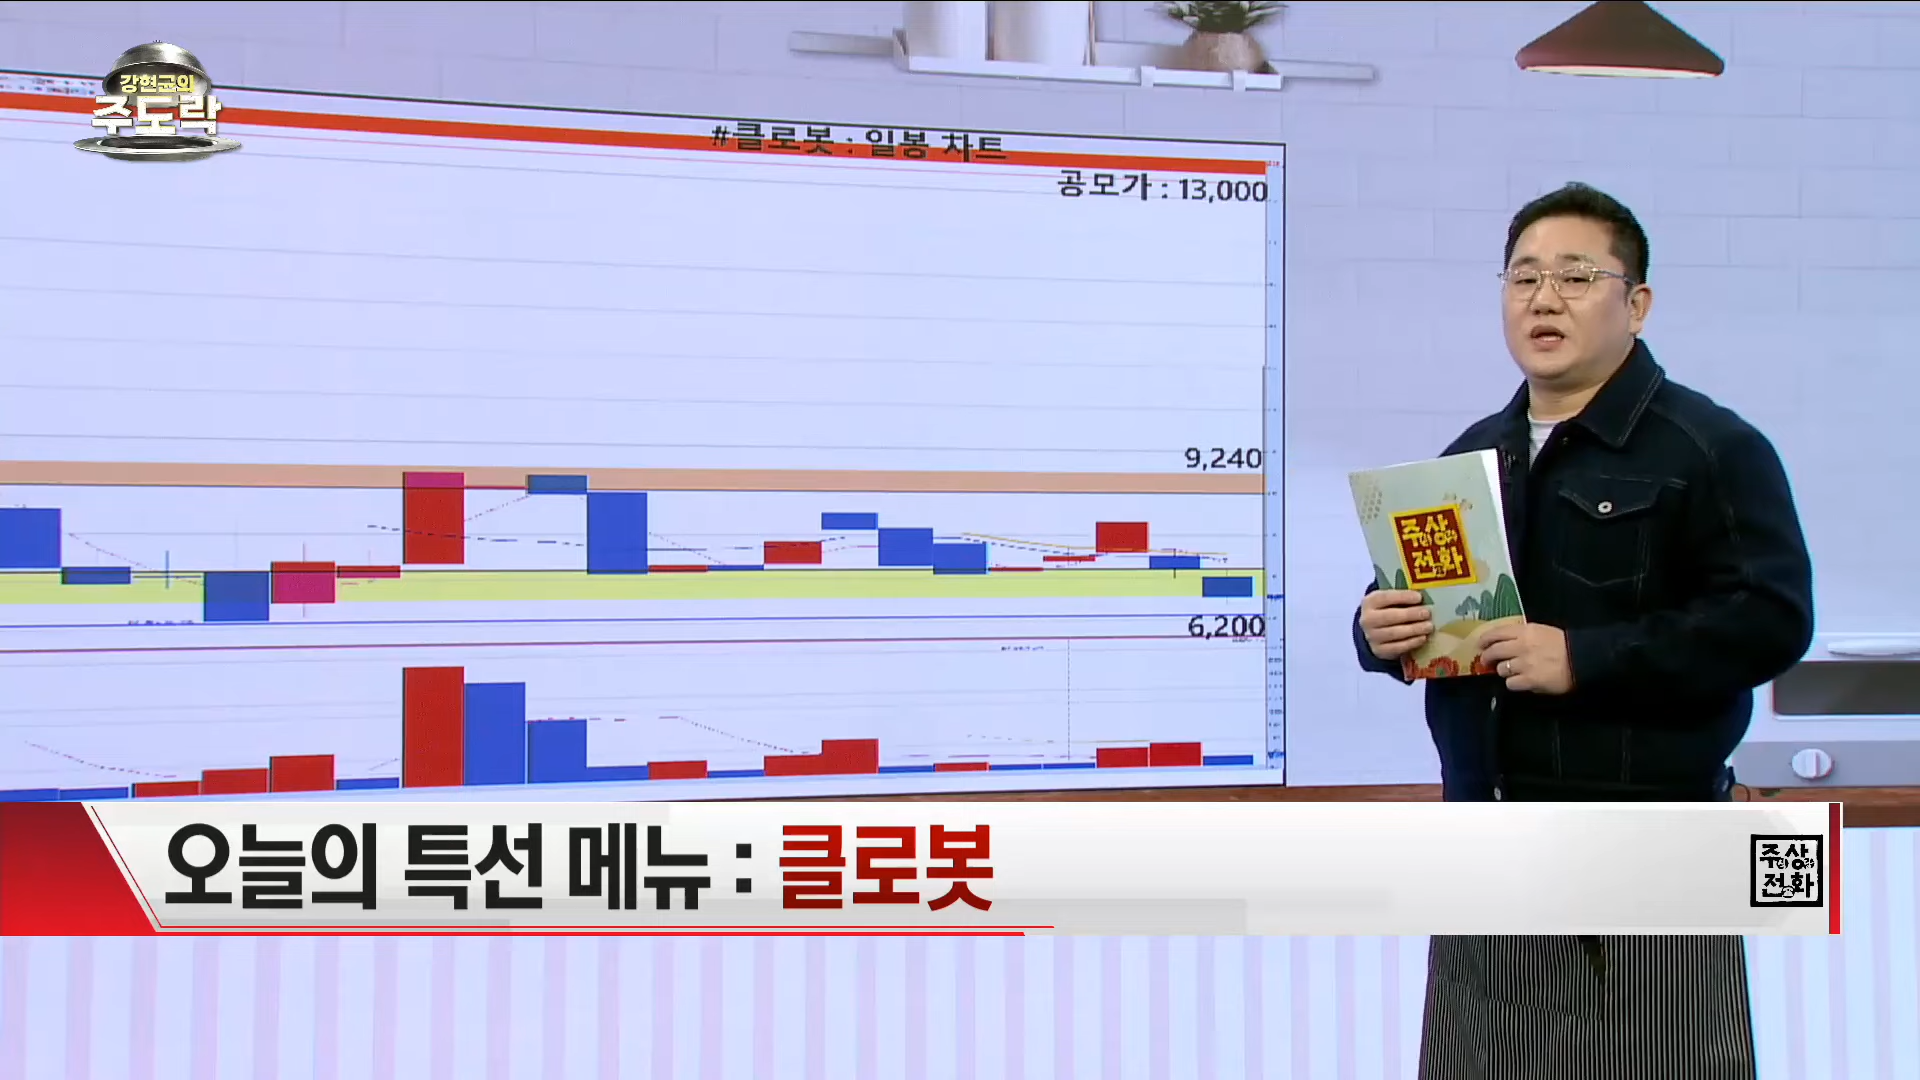 강현균의
주도락
#클로봇 : 일봉 차트
공모가 : 13,000
9,240
6,200
주상
전화
오늘의 특선 메뉴 : 클로봇
주상
전화